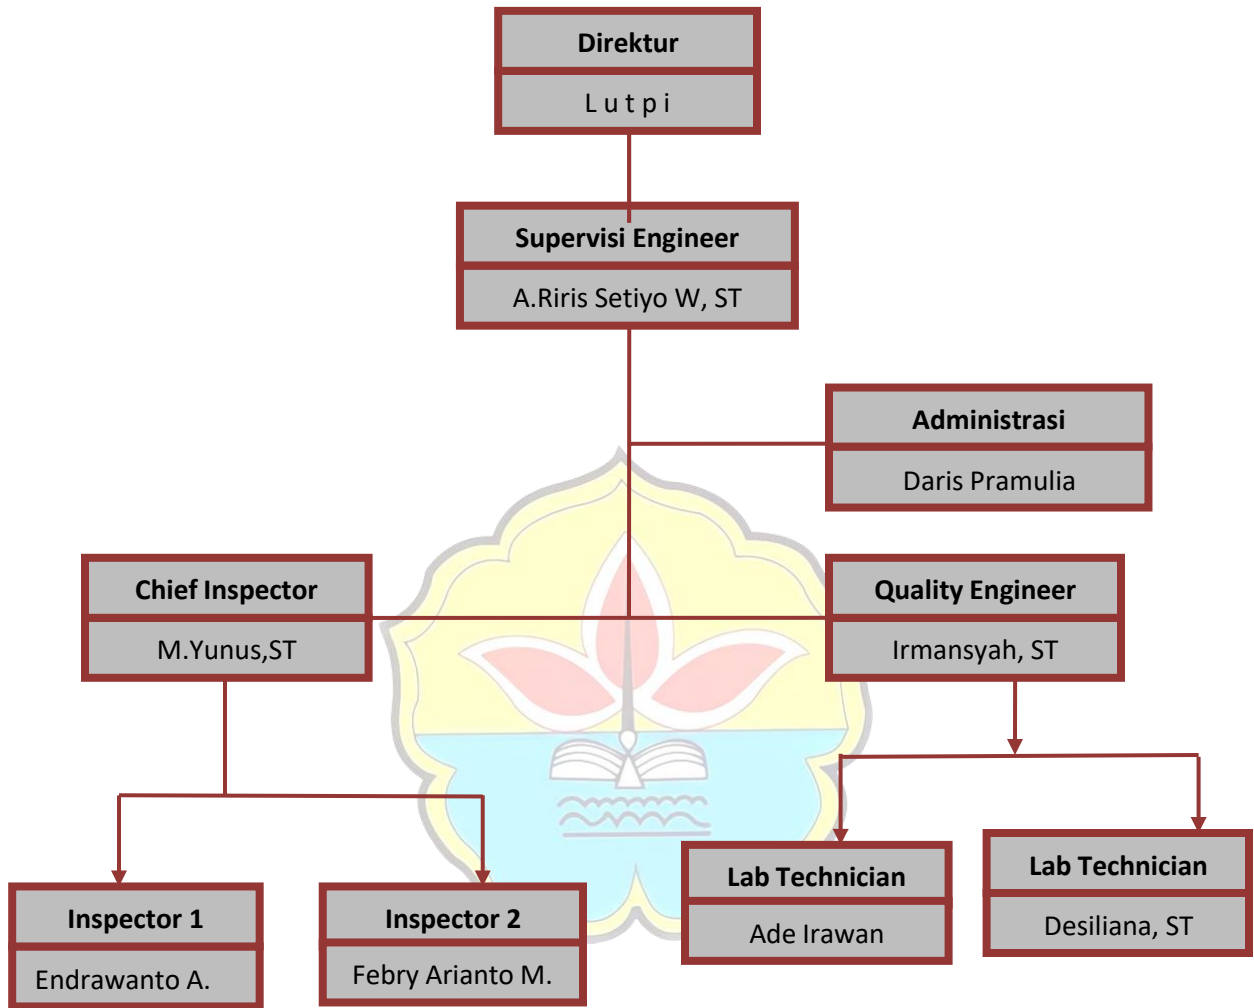 Direktur
L u t p i
Supervisi Engineer
A.Riris Setiyo W, ST
Administrasi
Daris Pramulia
Chief Inspector
M.Yunus,ST
Quality Engineer
Irmansyah, ST
Inspector 1
Endrawanto A.
Inspector 2
Febry Arianto M.
Lab Technician
Ade Irawan
Lab Technician
Desiliana, ST